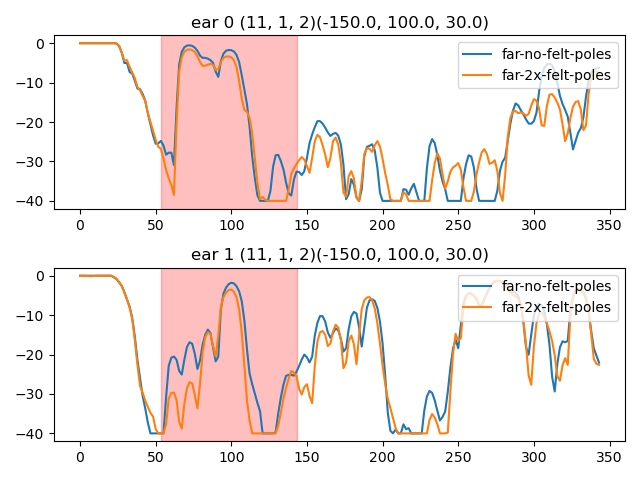 ear 0 (11, 1, 2)(-150.0, 100.0, 30.0)
0
−10
−20
−30
−40
far-no-felt-poles
far-2x-felt-poles
0 50 100 150 200 250 300 350
ear 1 (11, 1, 2)(-150.0, 100.0, 30.0)
0
−10
−20
−30
−40
far-no-felt-poles
far-2x-felt-poles
0 50 100 150 200 250 300 350